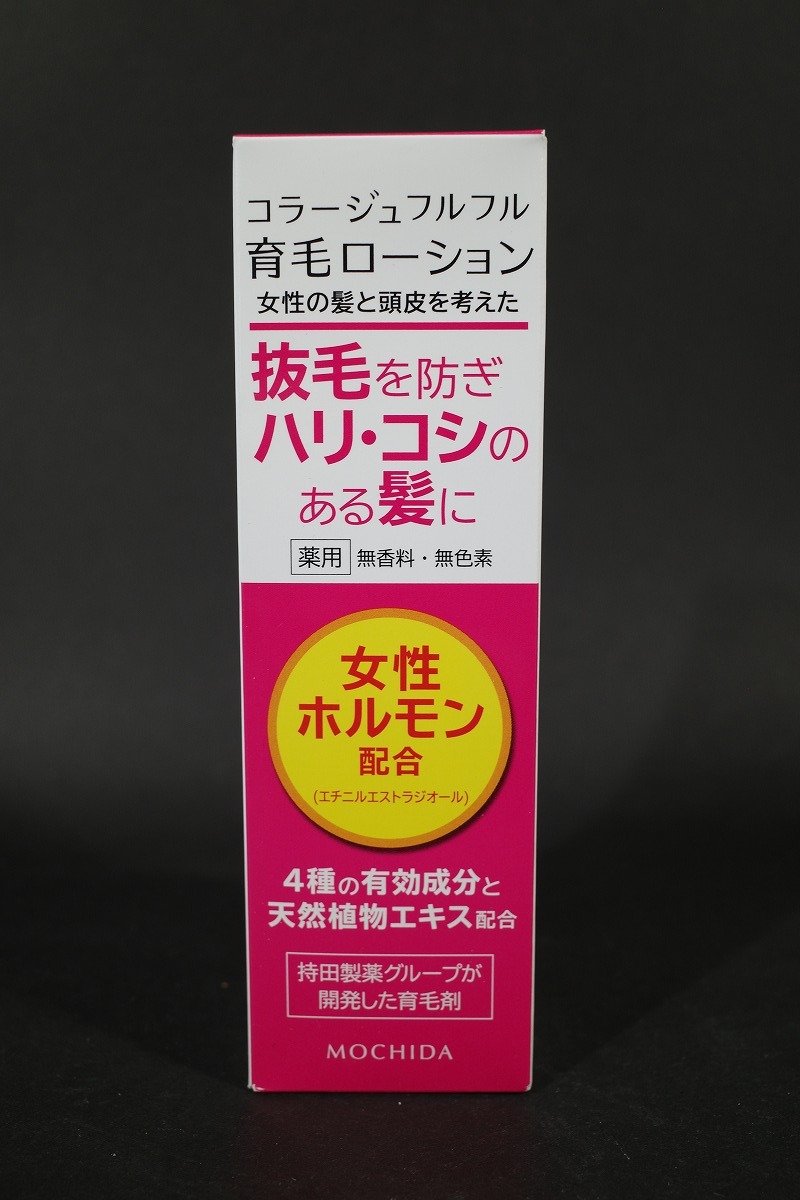 コラージュフルフル
育毛ローション
女性の髪と頭皮を考えた
抜毛を防ぎ
ハリ・コシの
ある髪に
薬用 無香料・無色素
女性
ホルモン
配合
(エチニルエストラジオール)
4種の有効成分と
天然植物エキス配合
持田製薬グループが
開発した育毛剤
MOCHIDA